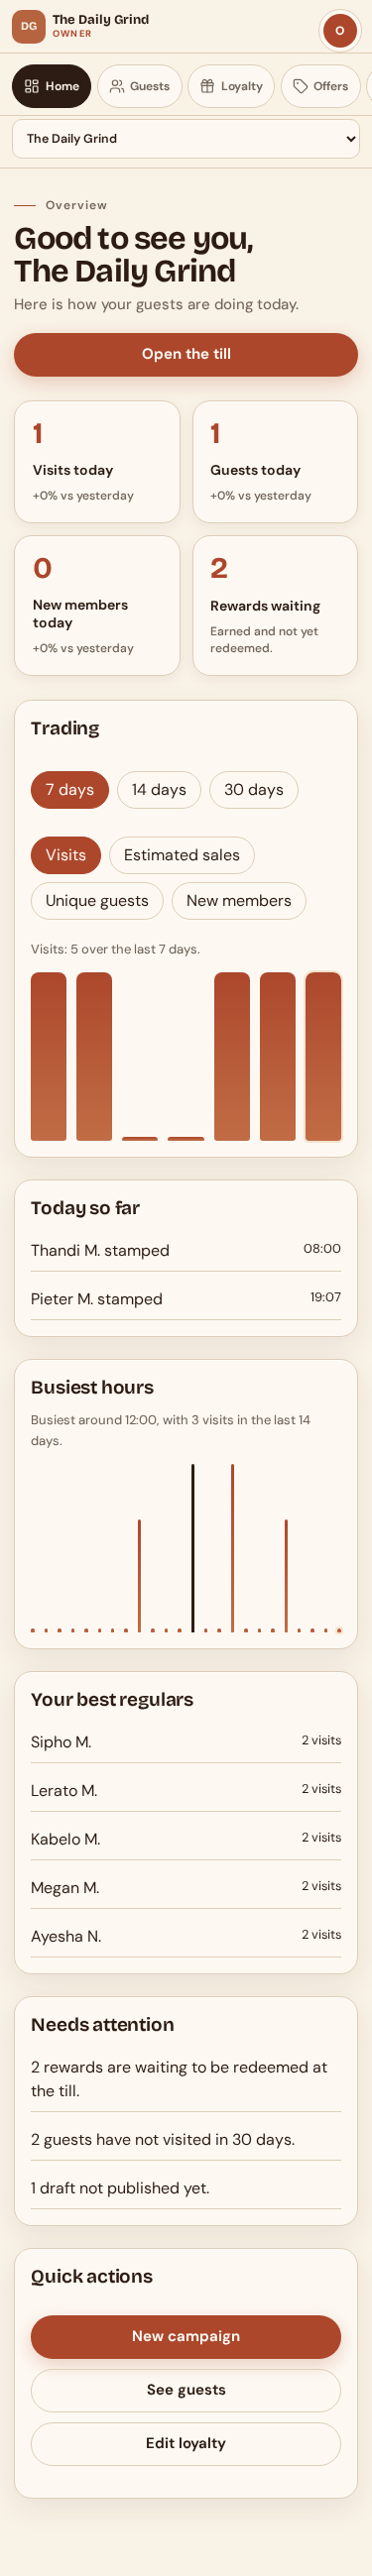 DG
The Daily Grind
OWNER
O
Home
Guests
Loyalty
Offers
The Daily Grind
Overview
Good to see you,
The Daily Grind
Here is how your guests are doing today.
Open the till
1
Visits today
+0% vs yesterday
1
Guests today
+0% vs yesterday
0
New members
today
+0% vs yesterday
2
Rewards waiting
Earned and not yet
redeemed.
Trading
7 days
14 days
30 days
Visits
Estimated sales
Unique guests
New members
Visits: 5 over the last 7 days.
Today so far
Thandi M. stamped 08:00
Pieter M. stamped 19:07
Busiest hours
Busiest around 12:00, with 3 visits in the last 14
days.
Your best regulars
Sipho M. 2 visits
Lerato M. 2 visits
Kabelo M. 2 visits
Megan M. 2 visits
Ayesha N. 2 visits
Needs attention
2 rewards are waiting to be redeemed at
the till.
2 guests have not visited in 30 days.
1 draft not published yet.
Quick actions
New campaign
See guests
Edit loyalty